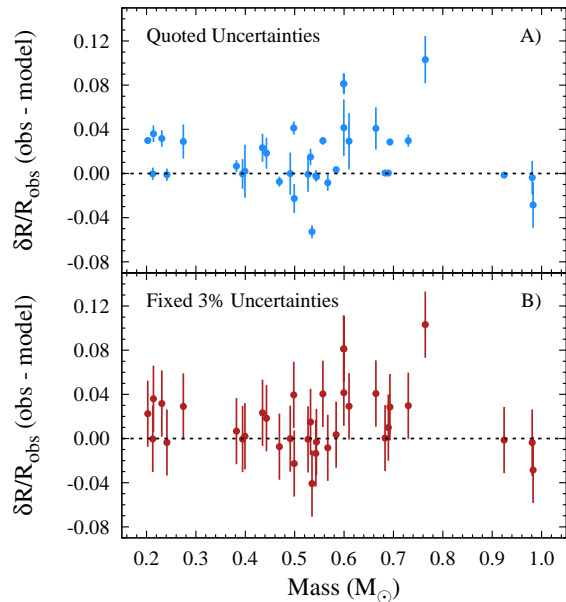 Quoted Uncertainties A)
0.12
0.08
0.04
0.00
-0.04
-0.08
δR/R_obs (obs - model)
Fixed 3% Uncertainties B)
0.12
0.08
0.04
0.00
-0.04
-0.08
δR/R_obs (obs - model)
0.2 0.3 0.4 0.5 0.6 0.7 0.8 0.9 1.0
Mass (M☉)